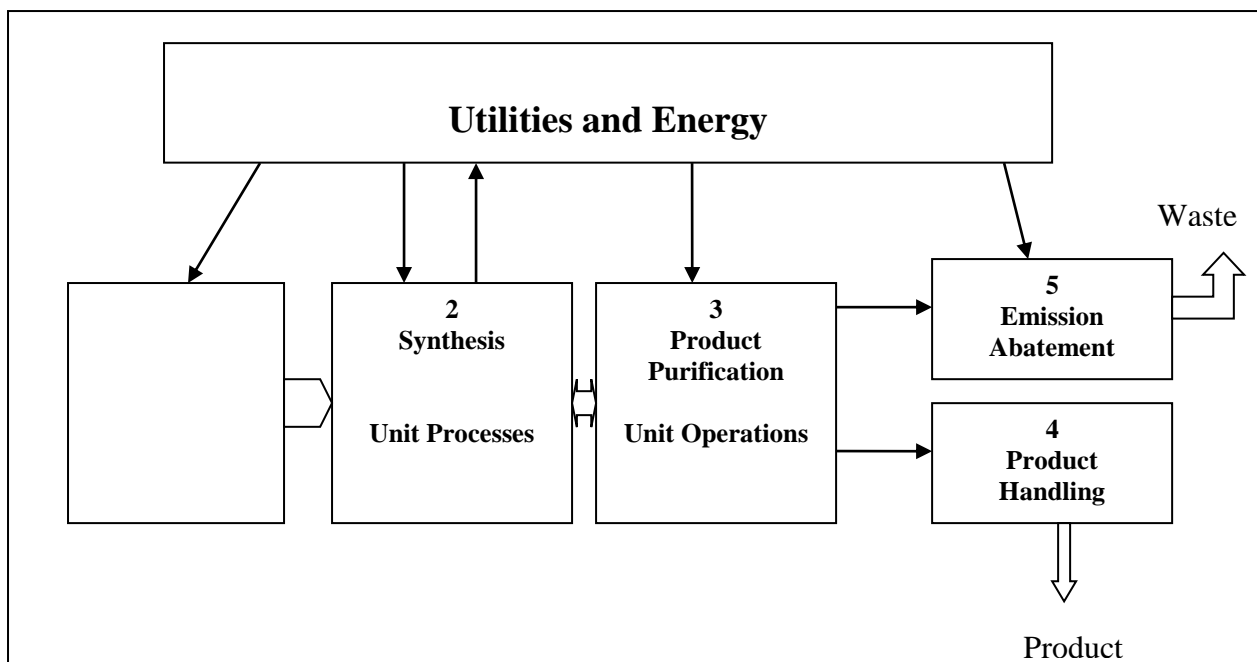 Utilities and Energy
Waste
2
Synthesis
Unit Processes
3
Product
Purification
Unit Operations
5
Emission
Abatement
4
Product
Handling
Product